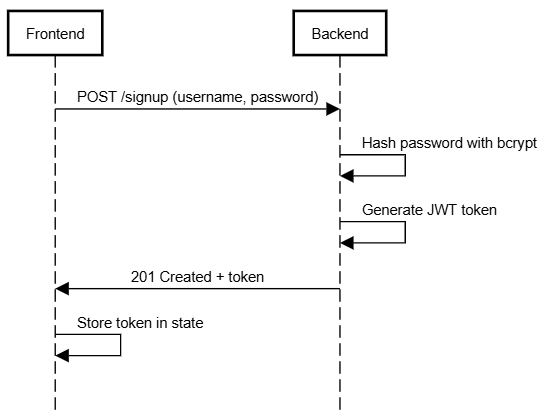 Frontend
Backend
POST /signup (username, password)
Hash password with bcrypt
Generate JWT token
201 Created + token
Store token in state